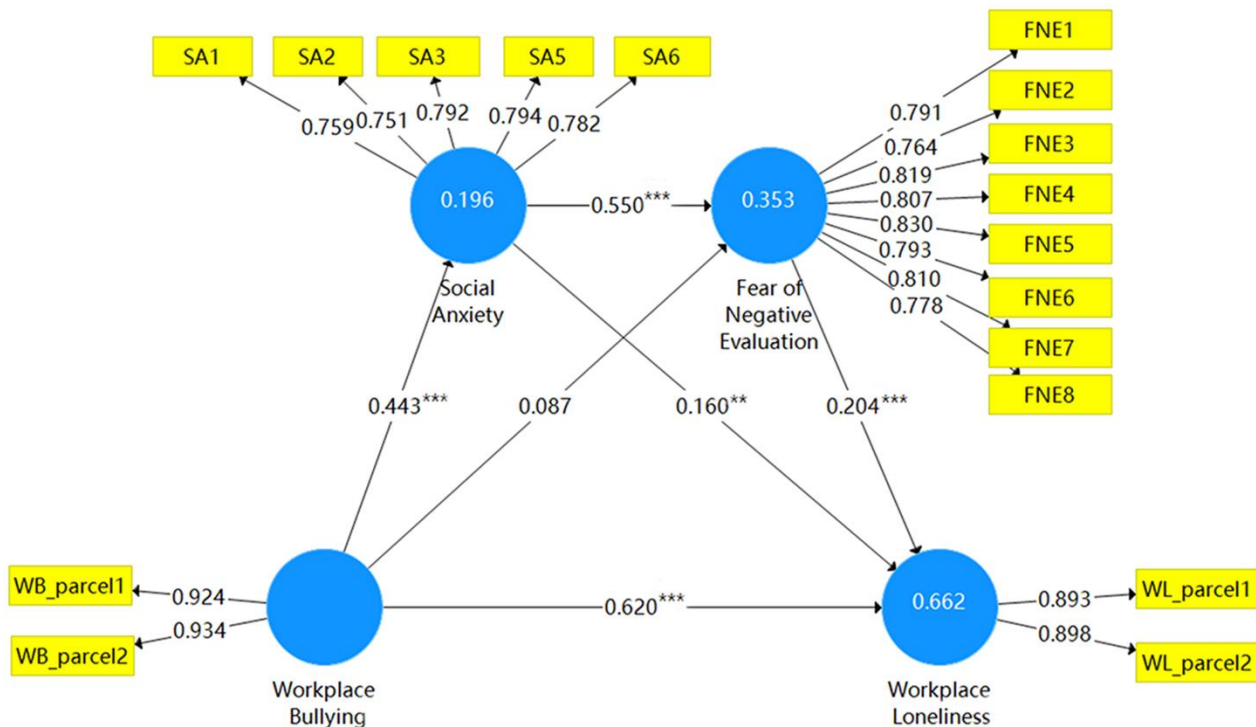 SA1 SA2 SA3 SA5 SA6
FNE1
FNE2
FNE3
FNE4
FNE5
FNE6
FNE7
FNE8
0.759 0.751 0.792 0.794 0.782
0.791
0.764
0.819
0.807
0.830
0.793
0.810
0.778
0.196
0.550***
0.353
Social
Anxiety
Fear of
Negative
Evaluation
0.443***
0.087
0.160**
0.204***
WB_parcel1
WB_parcel2
0.924
0.934
0.620***
0.662
0.893
0.898
WL_parcel1
WL_parcel2
Workplace
Bullying
Workplace
Loneliness